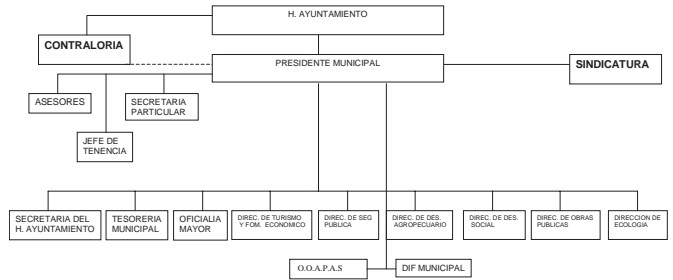 H. AYUNTAMIENTO
CONTRALORIA
PRESIDENTE MUNICIPAL
SINDICATURA
ASESORES
SECRETARIA
PARTICULAR
JEFE DE
TENENCIA
SECRETARIA DEL
H. AYUNTAMIENTO
TESORERIA
MUNICIPAL
OFICIALIA
MAYOR
DIREC. DE TURISMO
Y FOM. ECONOMICO
DIREC. DE SEG
PUBLICA
DIREC. DE DES.
AGROPECUARIO
DIREC. DE DES.
SOCIAL
DIREC. DE OBRAS
PUBLICAS
DIRECCION DE
ECOLOGIA
O.O.A.P.A.S
DIF MUNICIPAL